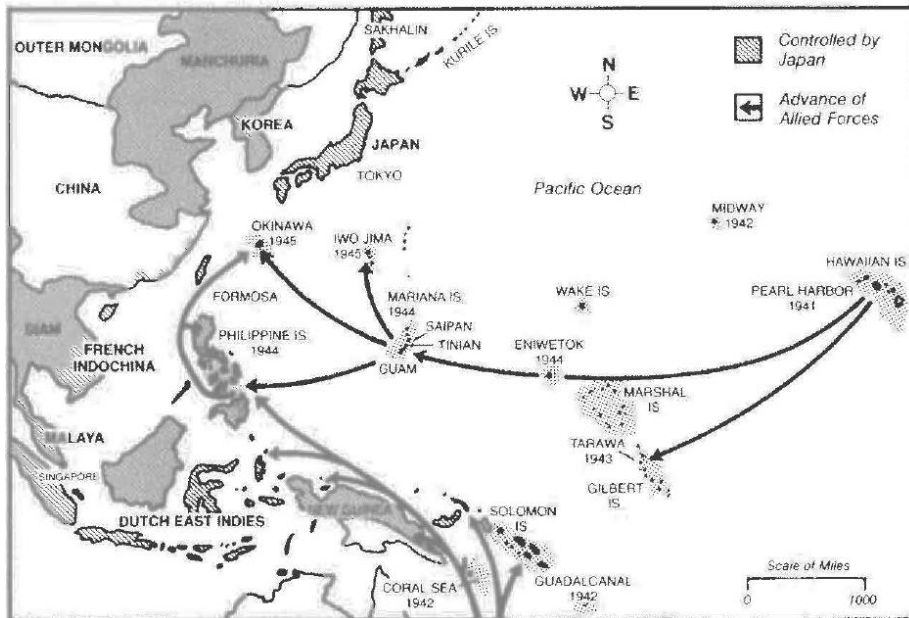 SAKHALIN
KURILE IS
OUTER MONGOLIA
MANCHURIA
N
W E
S
Controlled by
Japan
Advance of
Allied Forces
KOREA
JAPAN
TOKYO
CHINA
Pacific Ocean
MIDWAY
1942
OKINAWA
1945
IWO JIMA
1945
HAWAIIAN IS
PEARL HARBOR
1941
MARIANA IS
1944
WAKE IS
FORMOSA
SAIPAN
TINIAN
PHILIPPINE IS
1944
ENIWETOK
1944
SIAM
FRENCH
INDOCHINA
GUAM
MARSHAL
IS
MALAYA
TARAWA
1943
SINGAPORE
GILBERT
IS
DUTCH EAST INDIES
NEW GUINEA
SOLOMON
IS
CORAL SEA
1942
GUADALCANAL
1942
Scale of Miles
0 1000